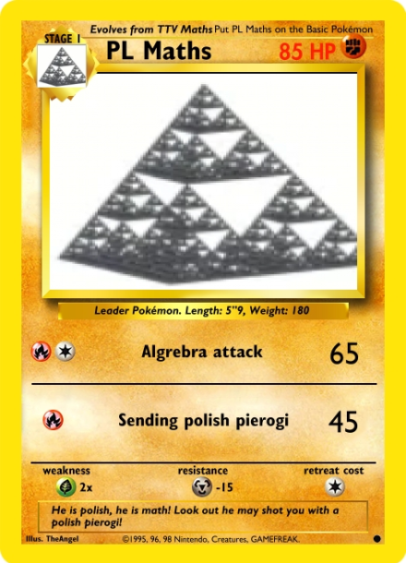 Evolves from TTV Maths Put PL Maths on the Basic Pokémon
STAGE 1
PL Maths 85 HP
Leader Pokémon. Length: 5"9, Weight: 180
Algrebra attack 65
Sending polish pierogi 45
weakness resistance retreat cost
2x -15
He is polish, he is math! Look out he may shot you with a
polish pierogi!
Illus. TheAngel ©1995, 96, 98 Nintendo, Creatures, GAMEFREAK.